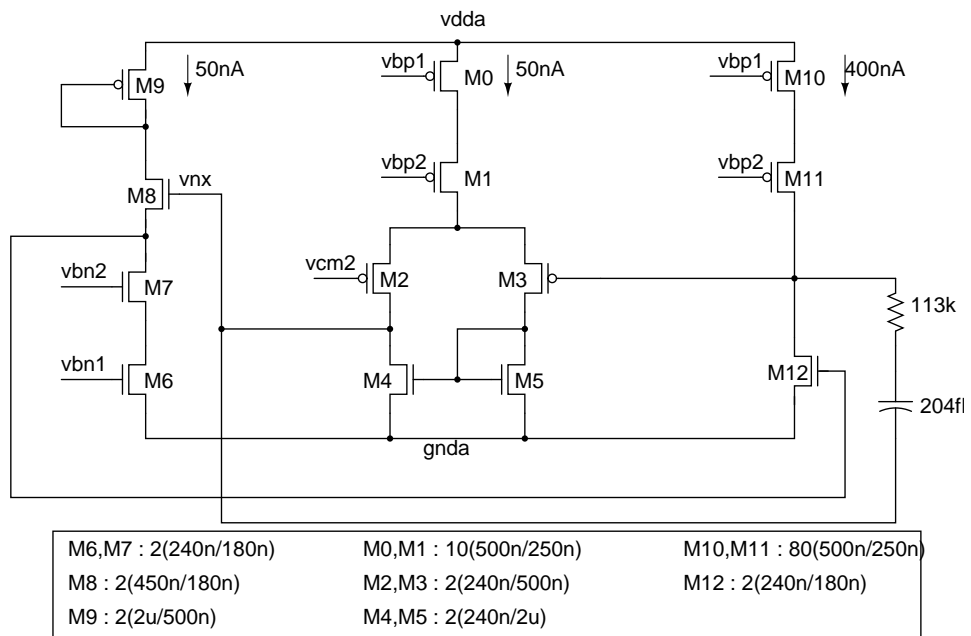 vdda
M9
50nA
vbp1
M0
50nA
vbp1
M10
400nA
vbp2
M1
vbp2
M11
M8
vnx
vbn2
M7
vcm2
M2
M3
113k
vbn1
M6
M4
M5
M12
204f
gnda
M6,M7 : 2(240n/180n)
M0,M1 : 10(500n/250n)
M10,M11 : 80(500n/250n)
M8 : 2(450n/180n)
M2,M3 : 2(240n/500n)
M12 : 2(240n/180n)
M9 : 2(2u/500n)
M4,M5 : 2(240n/2u)